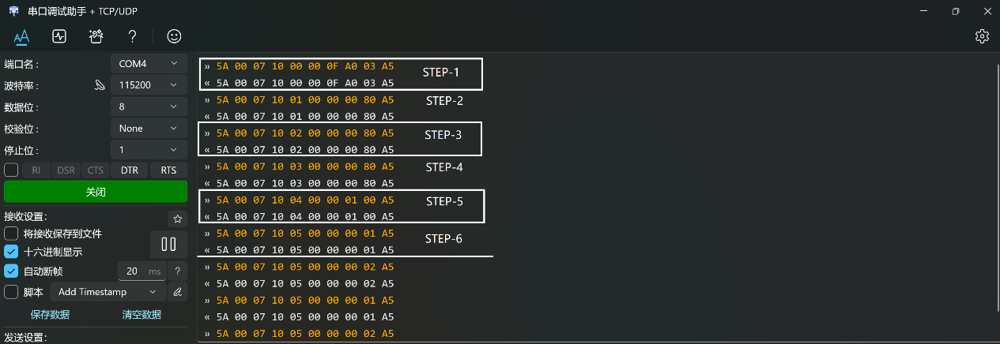 串口调试助手 + TCP/UDP
端口名: COM4
波特率: 115200
数据位: 8
校验位: None
停止位: 1
RI DSR CTS DTR RTS
关闭
接收设置:
将接收保存到文件
十六进制显示
自动断帧 20 ms ?
脚本 Add Timestamp
保存数据 清空数据
发送设置:
» 5A 00 07 10 00 00 0F A0 03 A5 STEP-1
« 5A 00 07 10 00 00 0F A0 03 A5
» 5A 00 07 10 01 00 00 00 80 A5 STEP-2
« 5A 00 07 10 01 00 00 00 80 A5
» 5A 00 07 10 02 00 00 00 80 A5 STEP-3
« 5A 00 07 10 02 00 00 00 80 A5
» 5A 00 07 10 03 00 00 00 80 A5 STEP-4
« 5A 00 07 10 03 00 00 00 80 A5
» 5A 00 07 10 04 00 00 01 00 A5 STEP-5
« 5A 00 07 10 04 00 00 01 00 A5
» 5A 00 07 10 05 00 00 00 01 A5 STEP-6
« 5A 00 07 10 05 00 00 00 01 A5
» 5A 00 07 10 05 00 00 00 02 A5
« 5A 00 07 10 05 00 00 00 02 A5
» 5A 00 07 10 05 00 00 00 01 A5
« 5A 00 07 10 05 00 00 00 01 A5
» 5A 00 07 10 05 00 00 00 02 A5